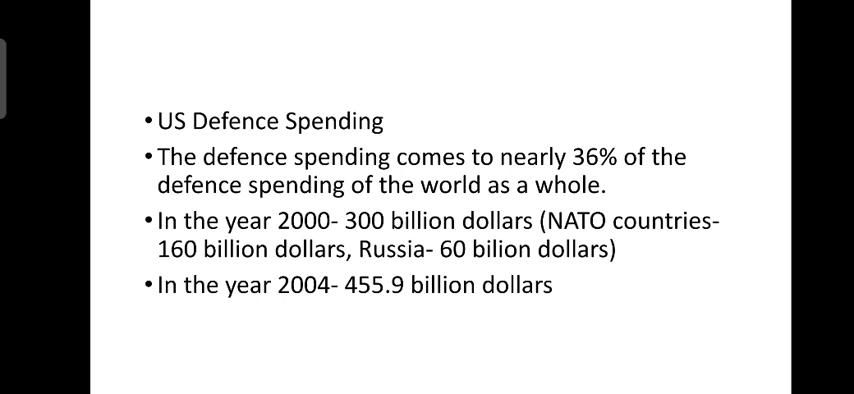 • US Defence Spending
• The defence spending comes to nearly 36% of the
defence spending of the world as a whole.
• In the year 2000- 300 billion dollars (NATO countries-
160 billion dollars, Russia- 60 bilion dollars)
• In the year 2004- 455.9 billion dollars